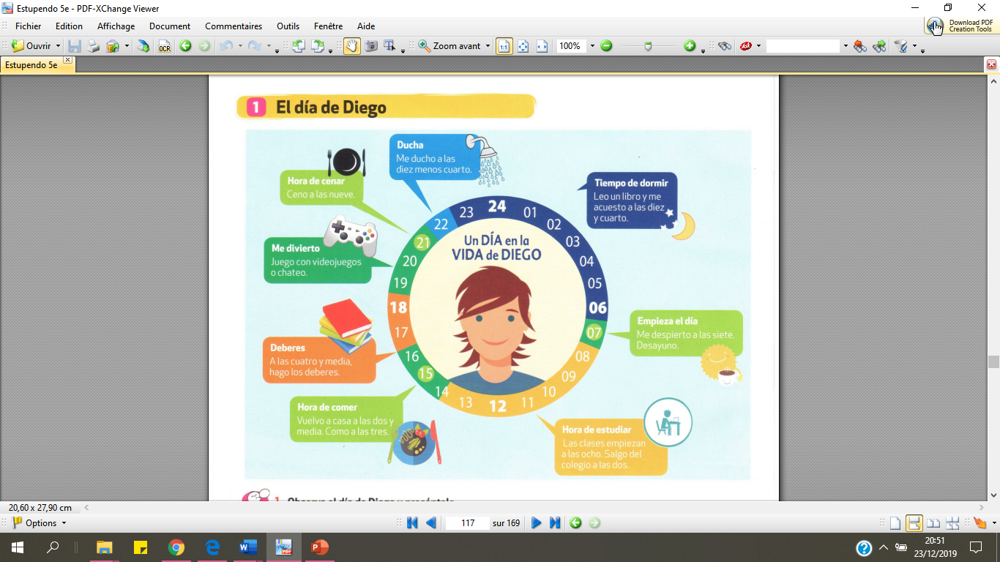 Estupendo 5e - PDF-XChange Viewer
Fichier Edition Affichage Document Commentaires Outils Fenêtre Aide
Download PDF
Creation Tools
Ouvrir OCR Zoom avant 1:1 100% Ask
Estupendo 5e
1 El día de Diego
Ducha
Me ducho a las
diez menos cuarto.
Hora de cenar
Ceno a las nueve.
Tiempo de dormir
Leo un libro y me
acuesto a las diez
y cuarto.
Me divierto
Juego con videojuegos
o chateo.
Un DÍA en la
VIDA de DIEGO
24
01
02
03
04
05
06
07
08
09
10
11
12
13
14
15
16
17
18
19
20
21
22
23
Empieza el día
Me despierto a las siete.
Desayuno.
Deberes
A las cuatro y media,
hago los deberes.
Hora de comer
Vuelvo a casa a las dos y
media. Como a las tres.
Hora de estudiar
Las clases empiezan
a las ocho. Salgo del
colegio a las dos.
20,60 x 27,90 cm
Options 117 sur 169
20:51
23/12/2019